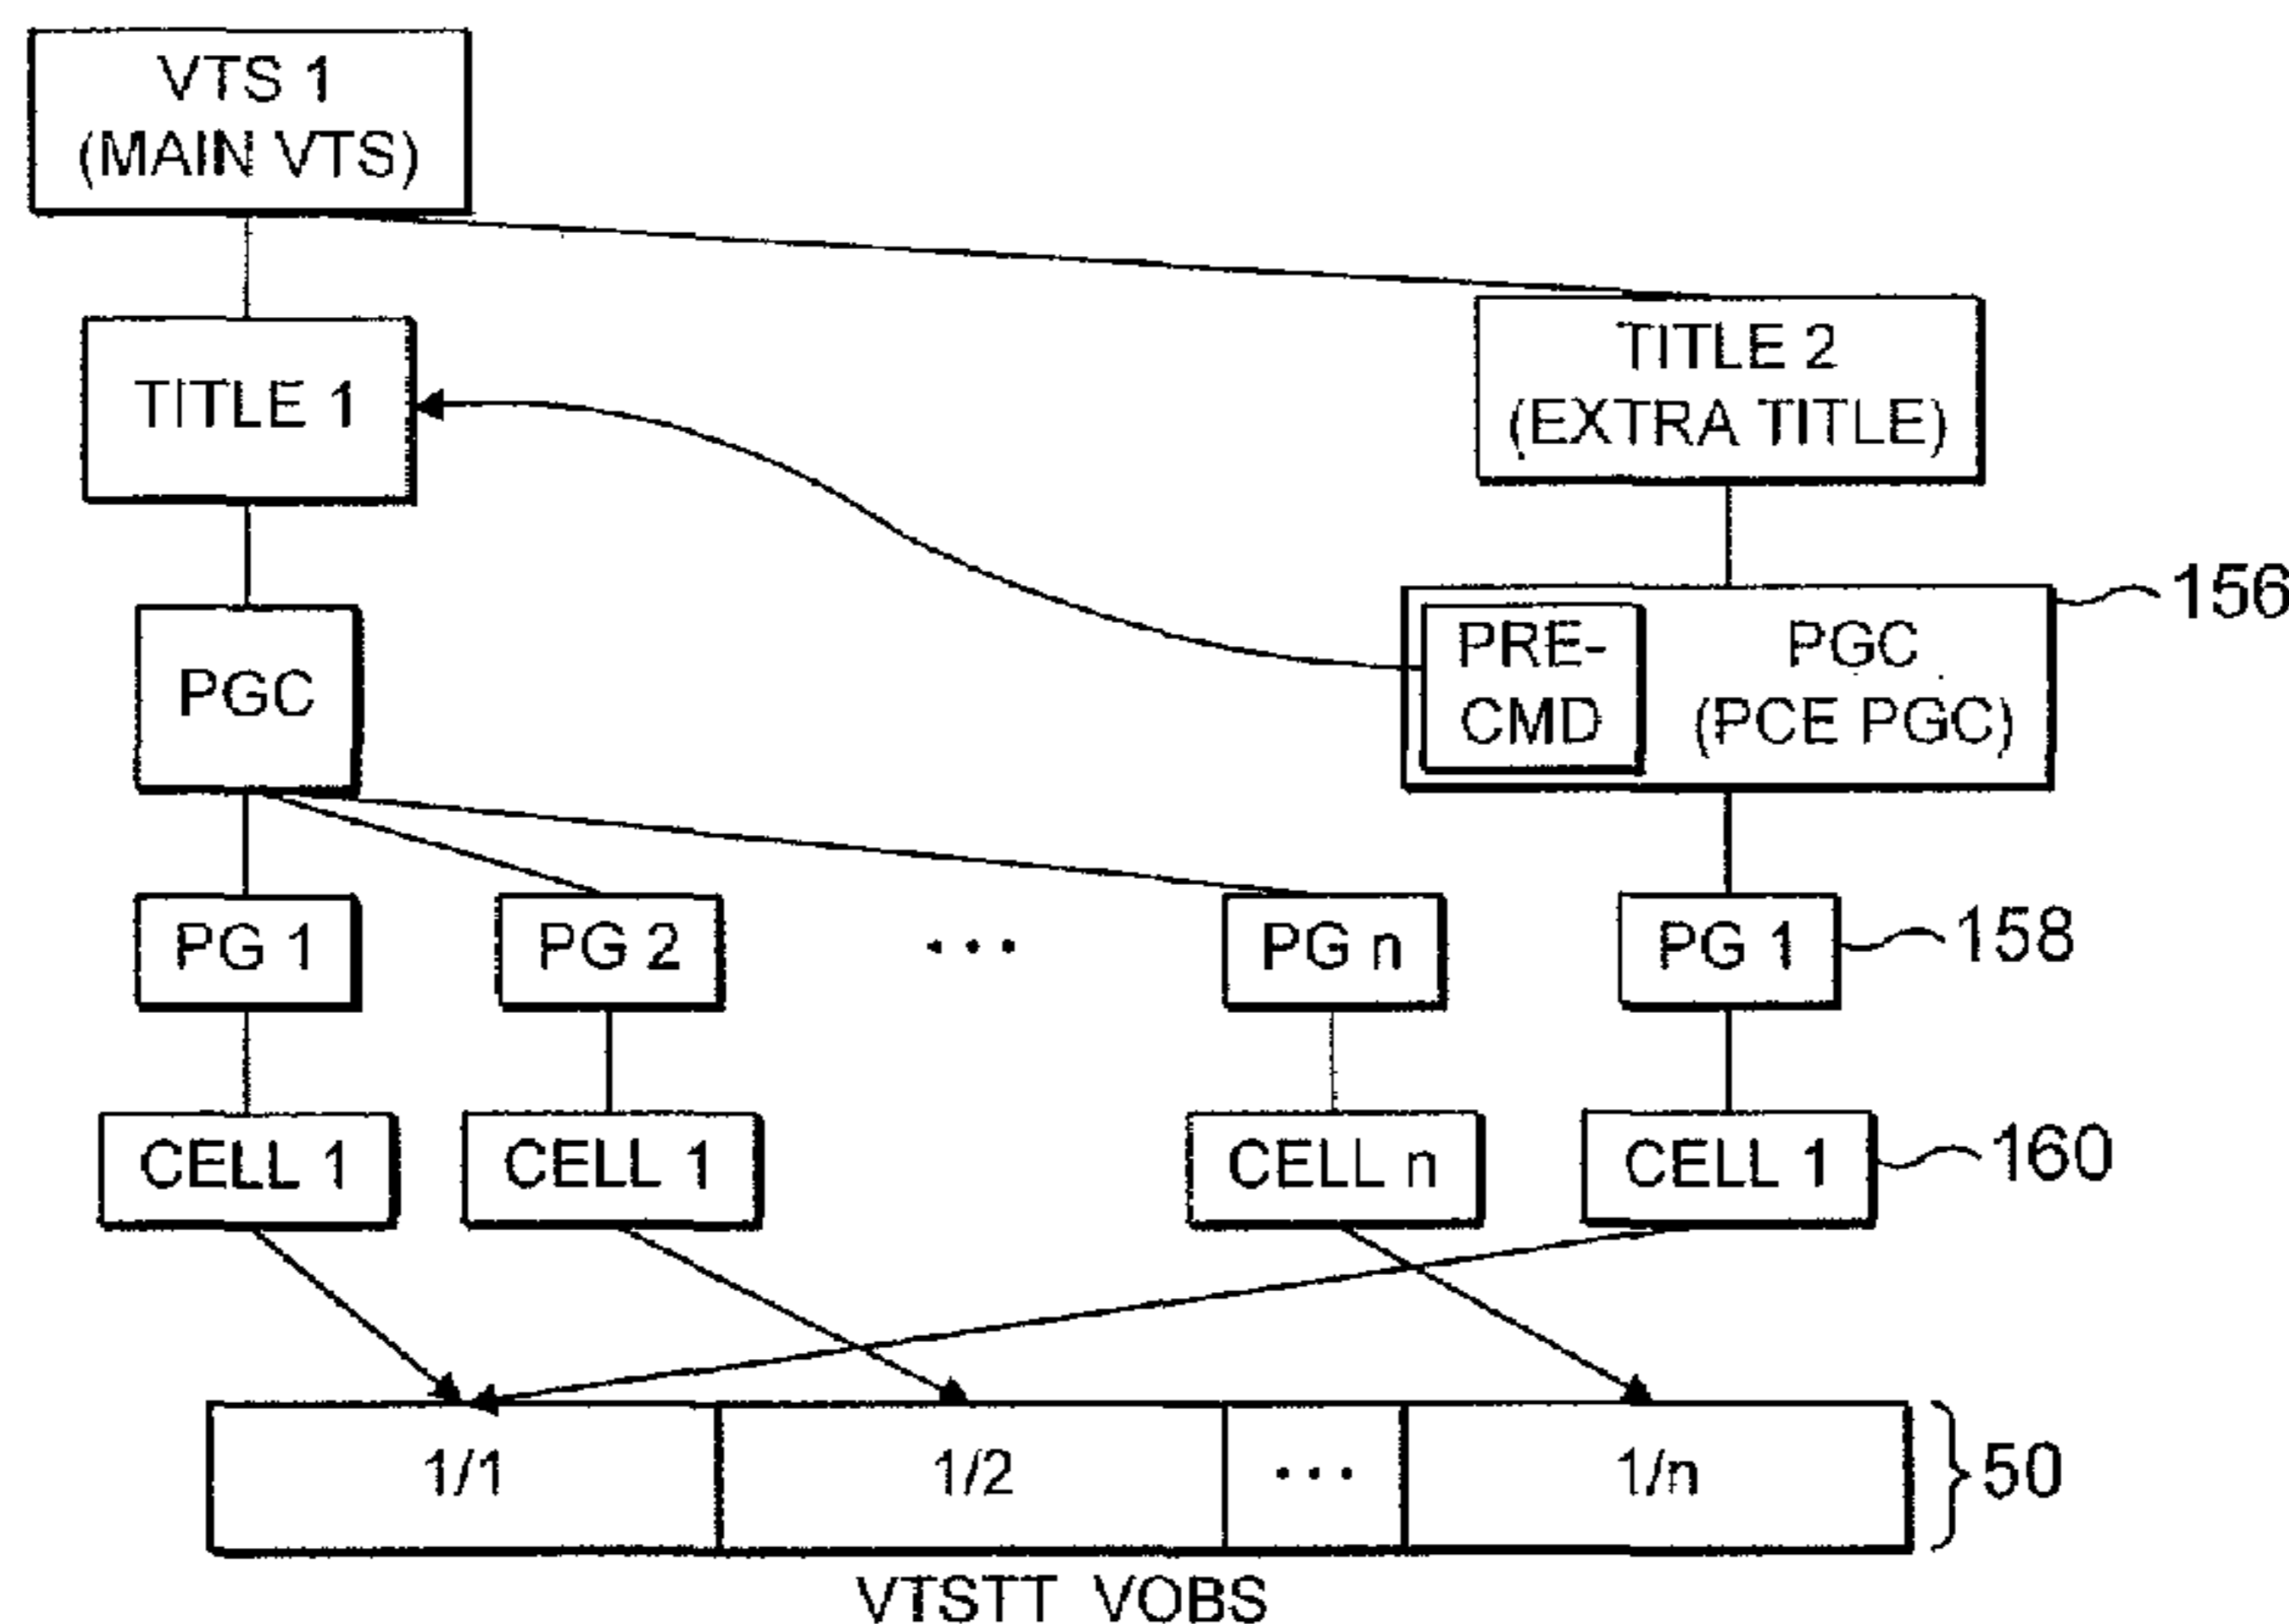 VTS 1
(MAIN VTS)
TITLE 1
TITLE 2
(EXTRA TITLE)
PGC
PRE-
CMD
PGC
(PCE PGC)
156
PG 1
PG 2
...
PG n
PG 1
158
CELL 1
CELL 1
CELL n
CELL 1
160
1/1
1/2
...
1/n
50
VTSTT_VOBS